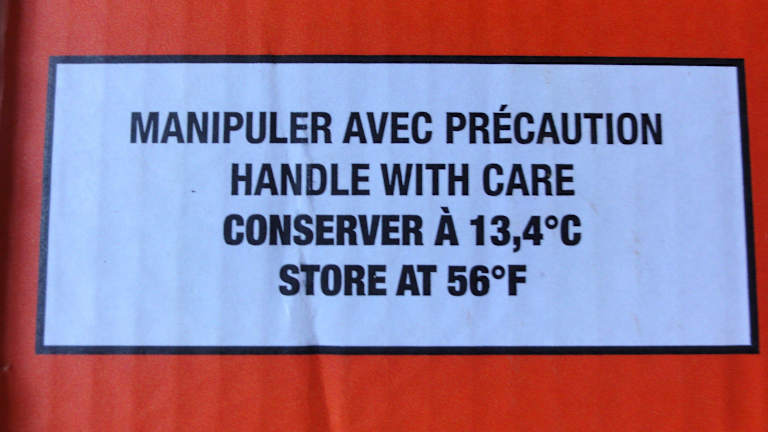 MANIPULER AVEC PRÉCAUTION
HANDLE WITH CARE
CONSERVER À 13,4°C
STORE AT 56°F